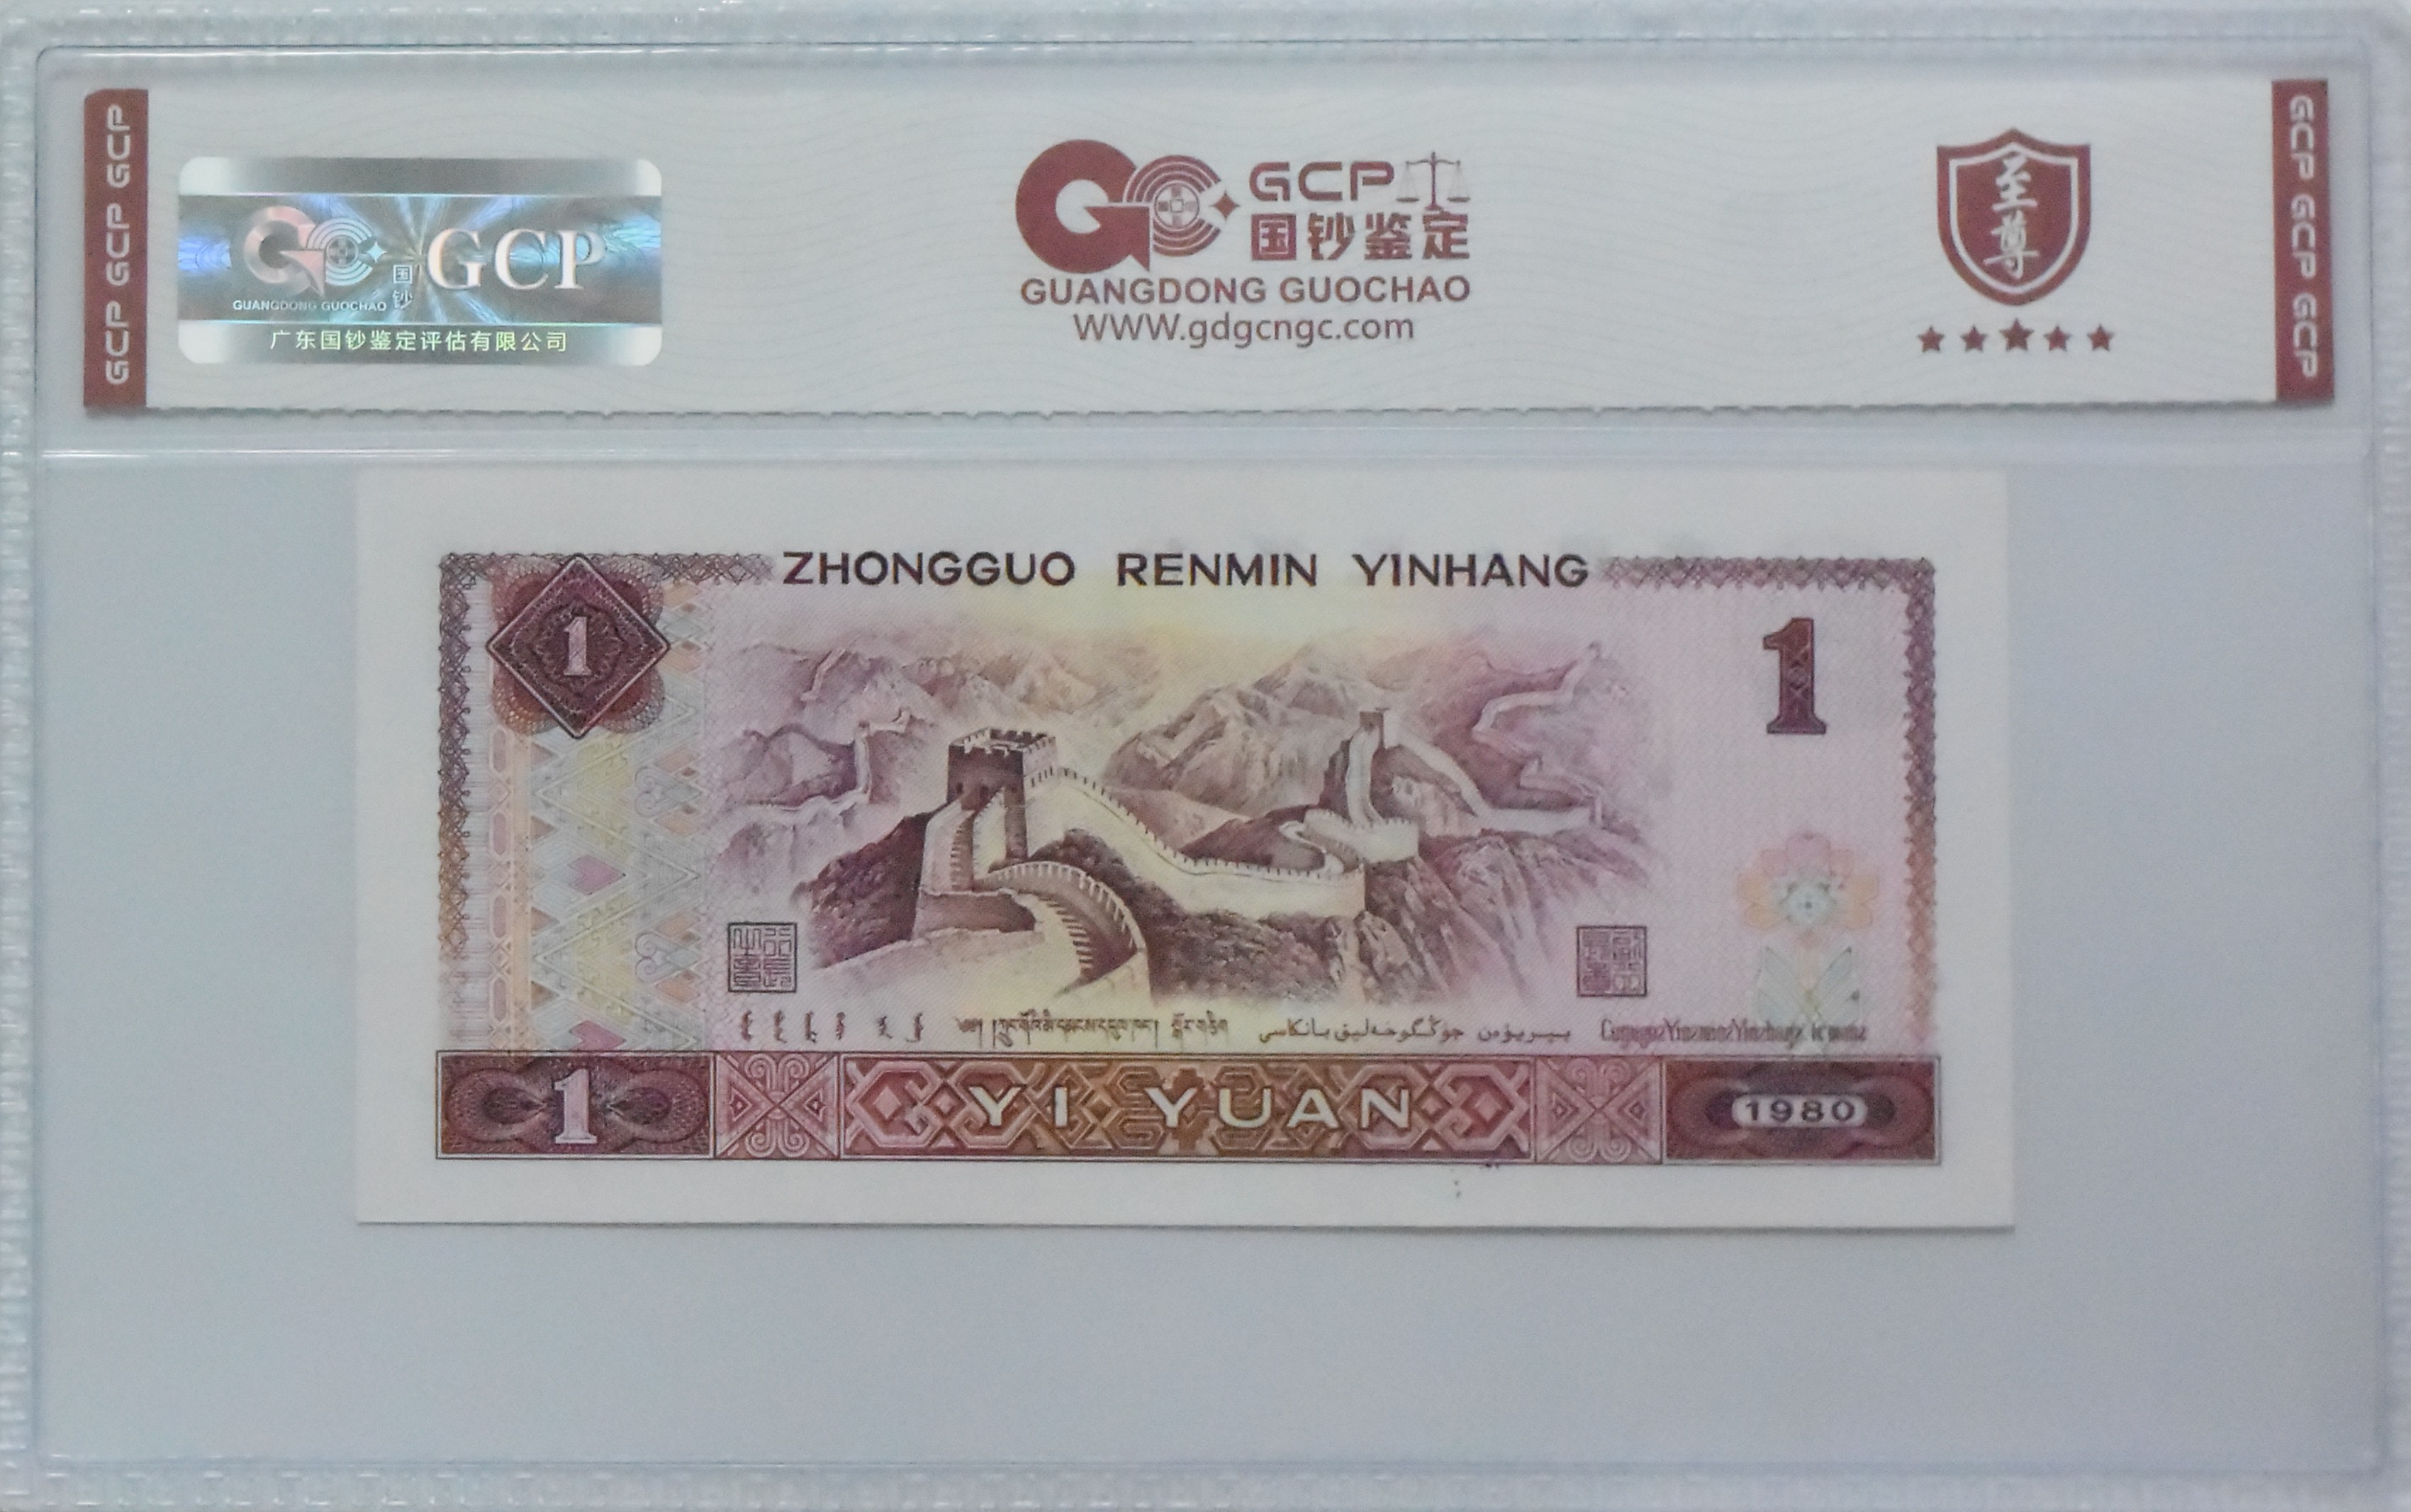 GCP GCP GCP
GUANGDONG GUOCHAO
国钞
GCP
广东国钞鉴定评估有限公司
GCP
国钞鉴定
GUANGDONG GUOCHAO
WWW.gdgcngc.com
至尊
GCP GCP GCP GCP
ZHONGGUO RENMIN YINHANG
1
1
1
YI YUAN
1980